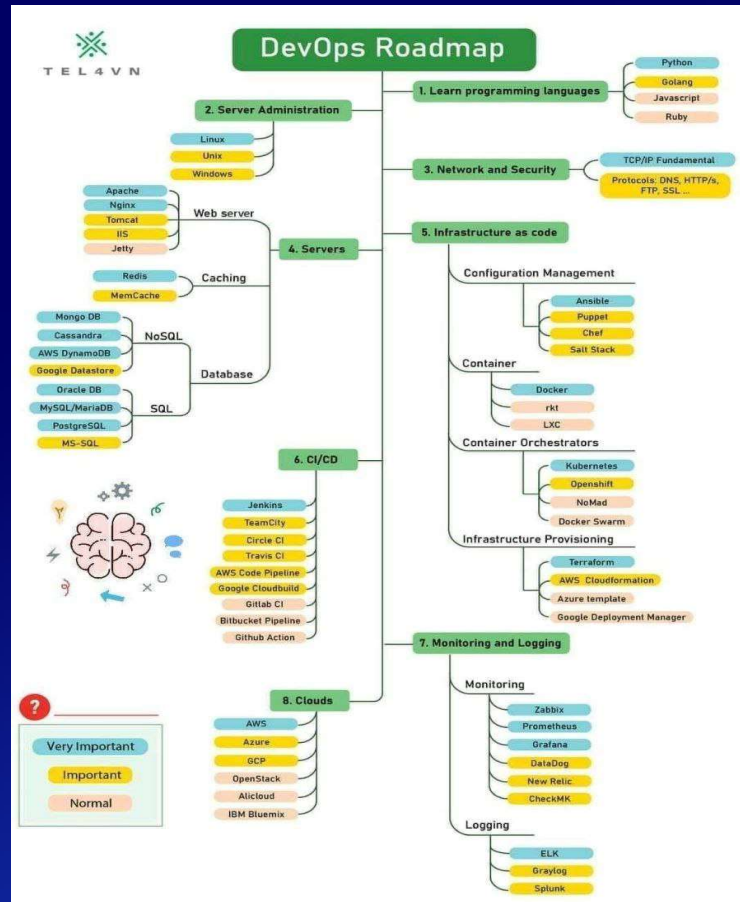 TEL4VN
DevOps Roadmap
1. Learn programming languages
Python
Golang
Javascript
Ruby
2. Server Administration
Linux
Unix
Windows
3. Network and Security
TCP/IP Fundamental
Protocols: DNS, HTTP/s,
FTP, SSL ...
4. Servers
Web server
Apache
Nginx
Tomcat
IIS
Jetty
Caching
Redis
MemCache
Database
NoSQL
Mongo DB
Cassandra
AWS DynamoDB
Google Datastore
SQL
Oracle DB
MySQL/MariaDB
PostgreSQL
MS-SQL
5. Infrastructure as code
Configuration Management
Ansible
Puppet
Chef
Salt Stack
Container
Docker
rkt
LXC
Container Orchestrators
Kubernetes
Openshift
NoMad
Docker Swarm
Infrastructure Provisioning
Terraform
AWS Cloudformation
Azure template
Google Deployment Manager
6. CI/CD
Jenkins
TeamCity
Circle CI
Travis CI
AWS Code Pipeline
Google Cloudbuild
Gitlab CI
Bitbucket Pipeline
Github Action
7. Monitoring and Logging
Monitoring
Zabbix
Prometheus
Grafana
DataDog
New Relic
CheckMK
Logging
ELK
Graylog
Splunk
8. Clouds
AWS
Azure
GCP
OpenStack
Alicloud
IBM Bluemix
?
Very Important
Important
Normal